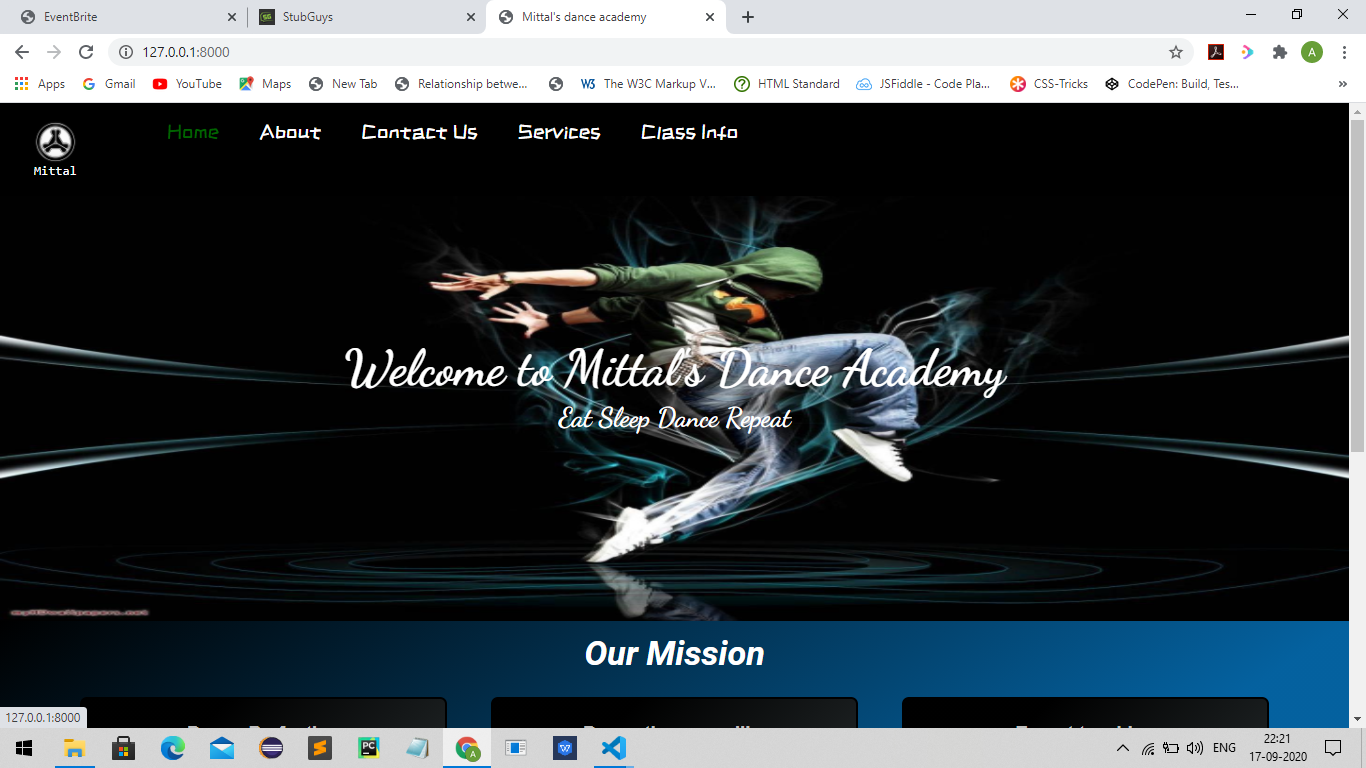 EventBrite
StubGuys
Mittal's dance academy
127.0.0.1:8000
A
Apps
Gmail
YouTube
Maps
New Tab
Relationship betwe...
W3
The W3C Markup V...
HTML Standard
JSFiddle - Code Pla...
CSS-Tricks
CodePen: Build, Tes...
»
Mittal
Home
About
Contact Us
Services
Class Info
Welcome to Mittal's Dance Academy
Eat Sleep Dance Repeat
Our Mission
127.0.0.1:8000
ENG
22:21
17-09-2020